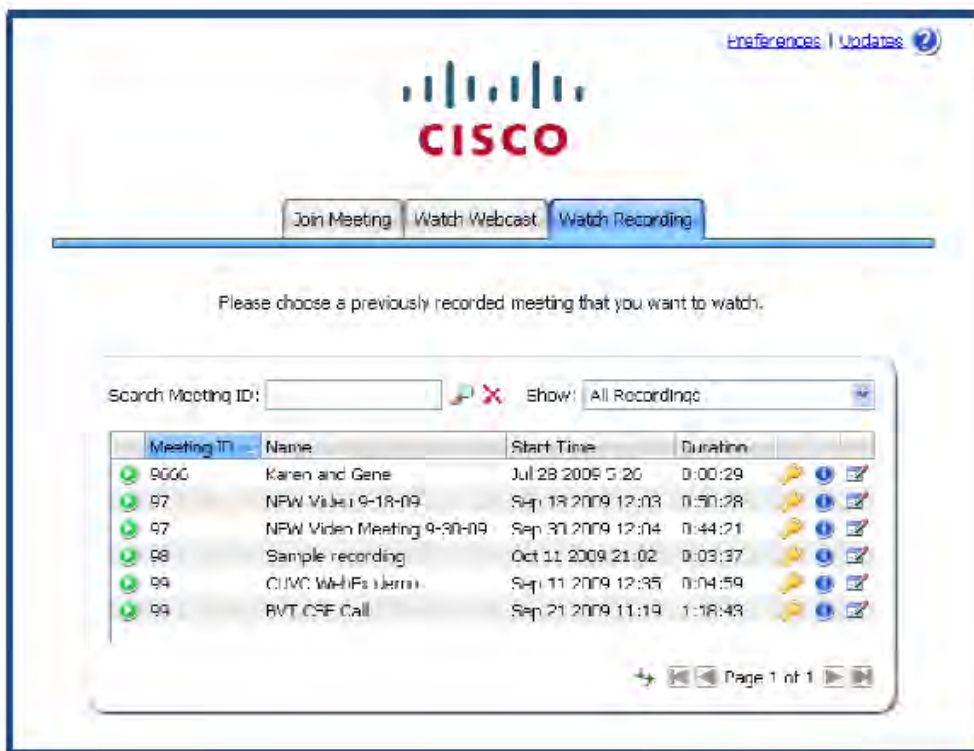 Preferences | Updates
CISCO
Join Meeting Watch Webcast Watch Recording
Please choose a previously recorded meeting that you want to watch.
Search Meeting ID: Show: All Recordings
Meeting ID Name Start Time Duration
Karen and Gene Jul 28 2009 0:00:29
97 NEW Video 9-18-09 Sep 18 2009 12:03 0:50:28
97 NEW Video Meeting 9-30-09 Sep 30 2009 12:04 0:44:21
98 Sample recording Oct 11 2009 21:02 0:03:37
99 CUVC WebEx demo Sep 11 2009 12:35 0:04:59
99 BVT CSE Call Sep 21 2009 11:19 1:18:43
Page 1 of 1